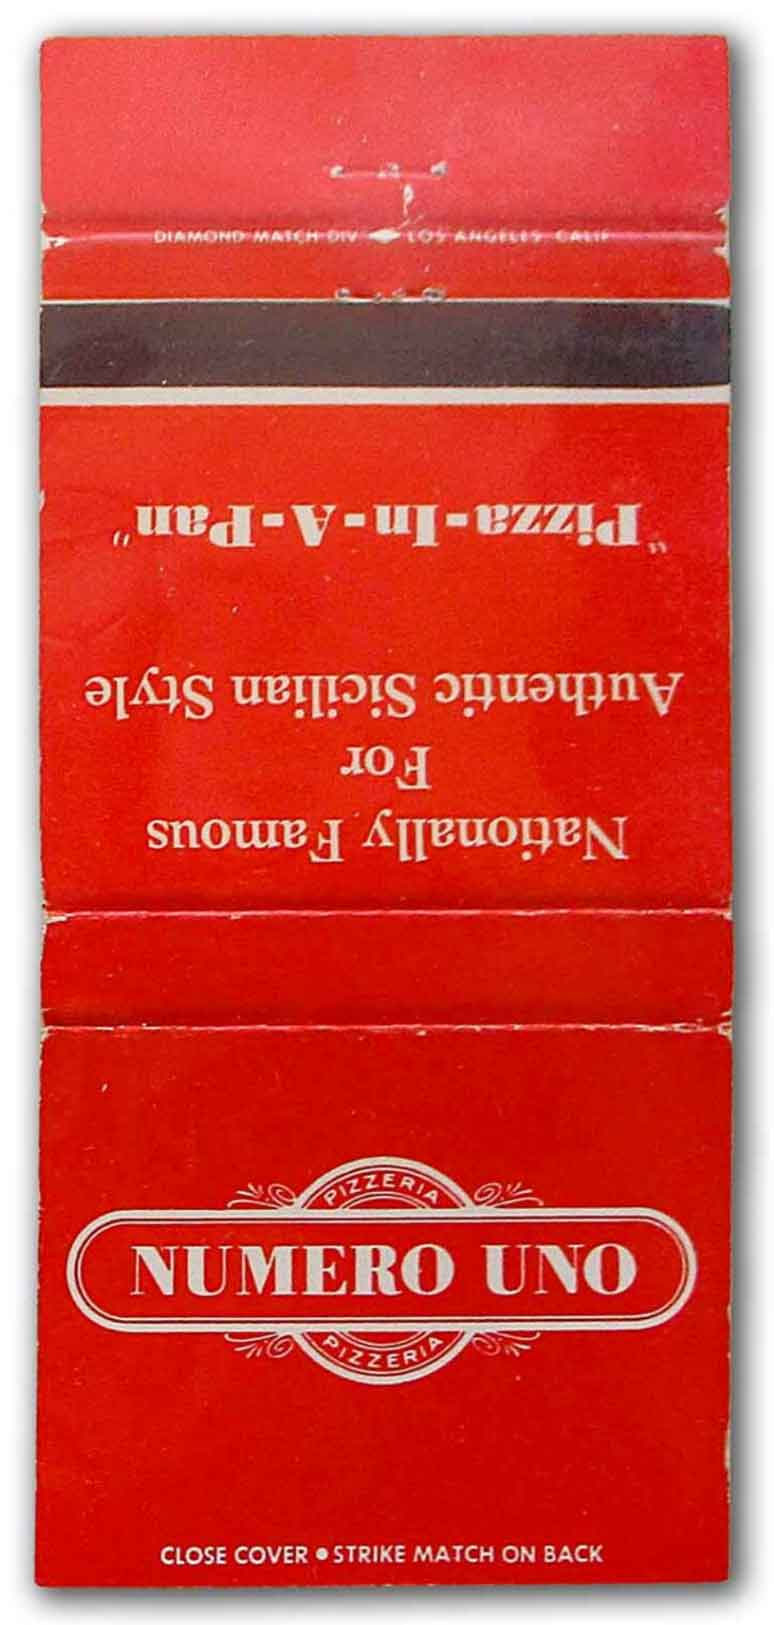 DIAMOND MATCH DIV LOS ANGELES CALIF
Nationally Famous
For
Authentic Sicilian Style
"Pizza-In-A-Pan"
PIZZERIA
NUMERO UNO
PIZZERIA
CLOSE COVER • STRIKE MATCH ON BACK